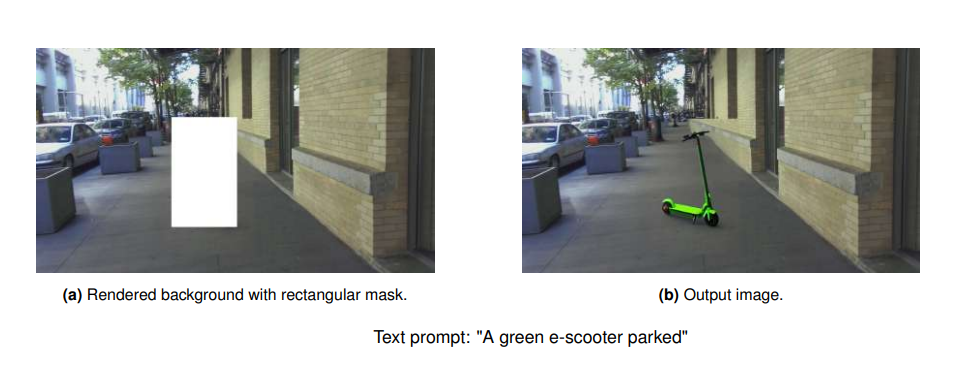 (a) Rendered background with rectangular mask.
(b) Output image.
Text prompt: "A green e-scooter parked"